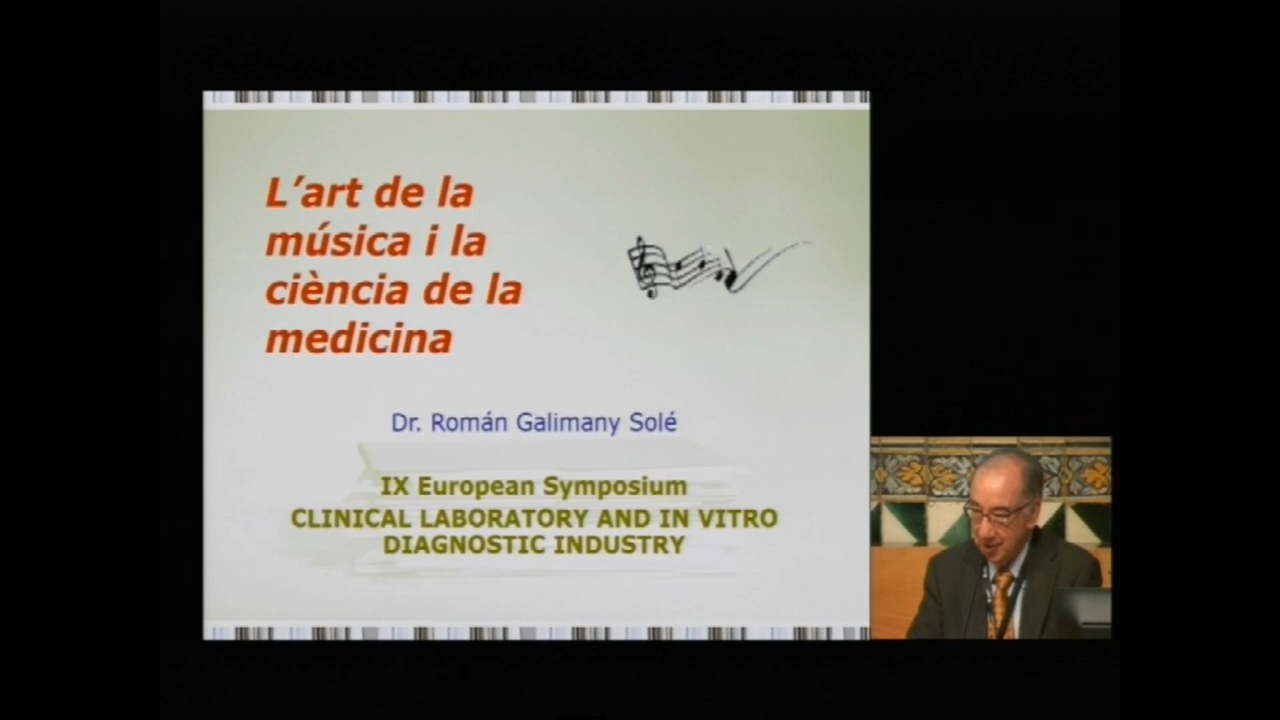 L’art de la
música i la
ciència de la
medicina
Dr. Román Galimany Solé
IX European Symposium
CLINICAL LABORATORY AND IN VITRO
DIAGNOSTIC INDUSTRY